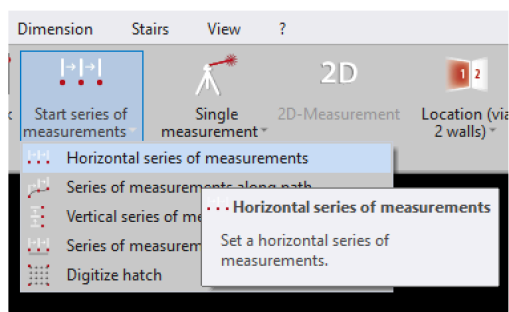 Dimension Stairs View ?
Start series of measurements
Single measurement
2D
2D-Measurement
1 2
Location (via 2 walls)
Horizontal series of measurements
Series of measurements along path
Vertical series of me
Series of measurem
Digitize hatch
Horizontal series of measurements
Set a horizontal series of
measurements.